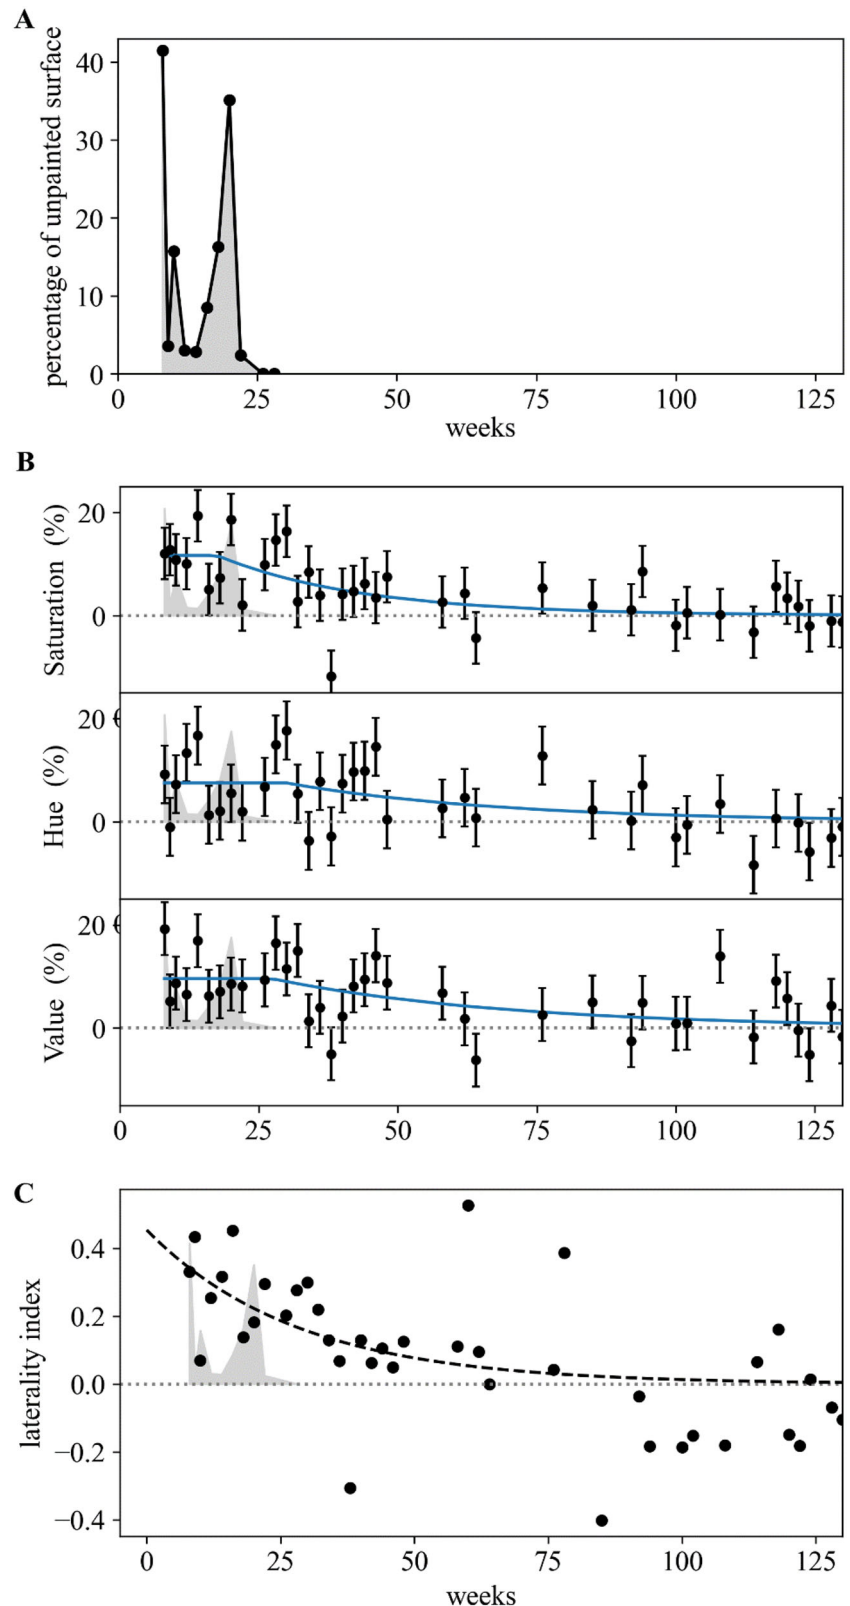 A
percentage of unpainted surface
40
30
20
10
0
0 25 50 75 100 125
weeks
B
Saturation (%)
20
0
Hue (%)
20
0
Value (%)
20
0
0 25 50 75 100 125
C
laterality index
0.4
0.2
0.0
−0.2
−0.4
0 25 50 75 100 125
weeks